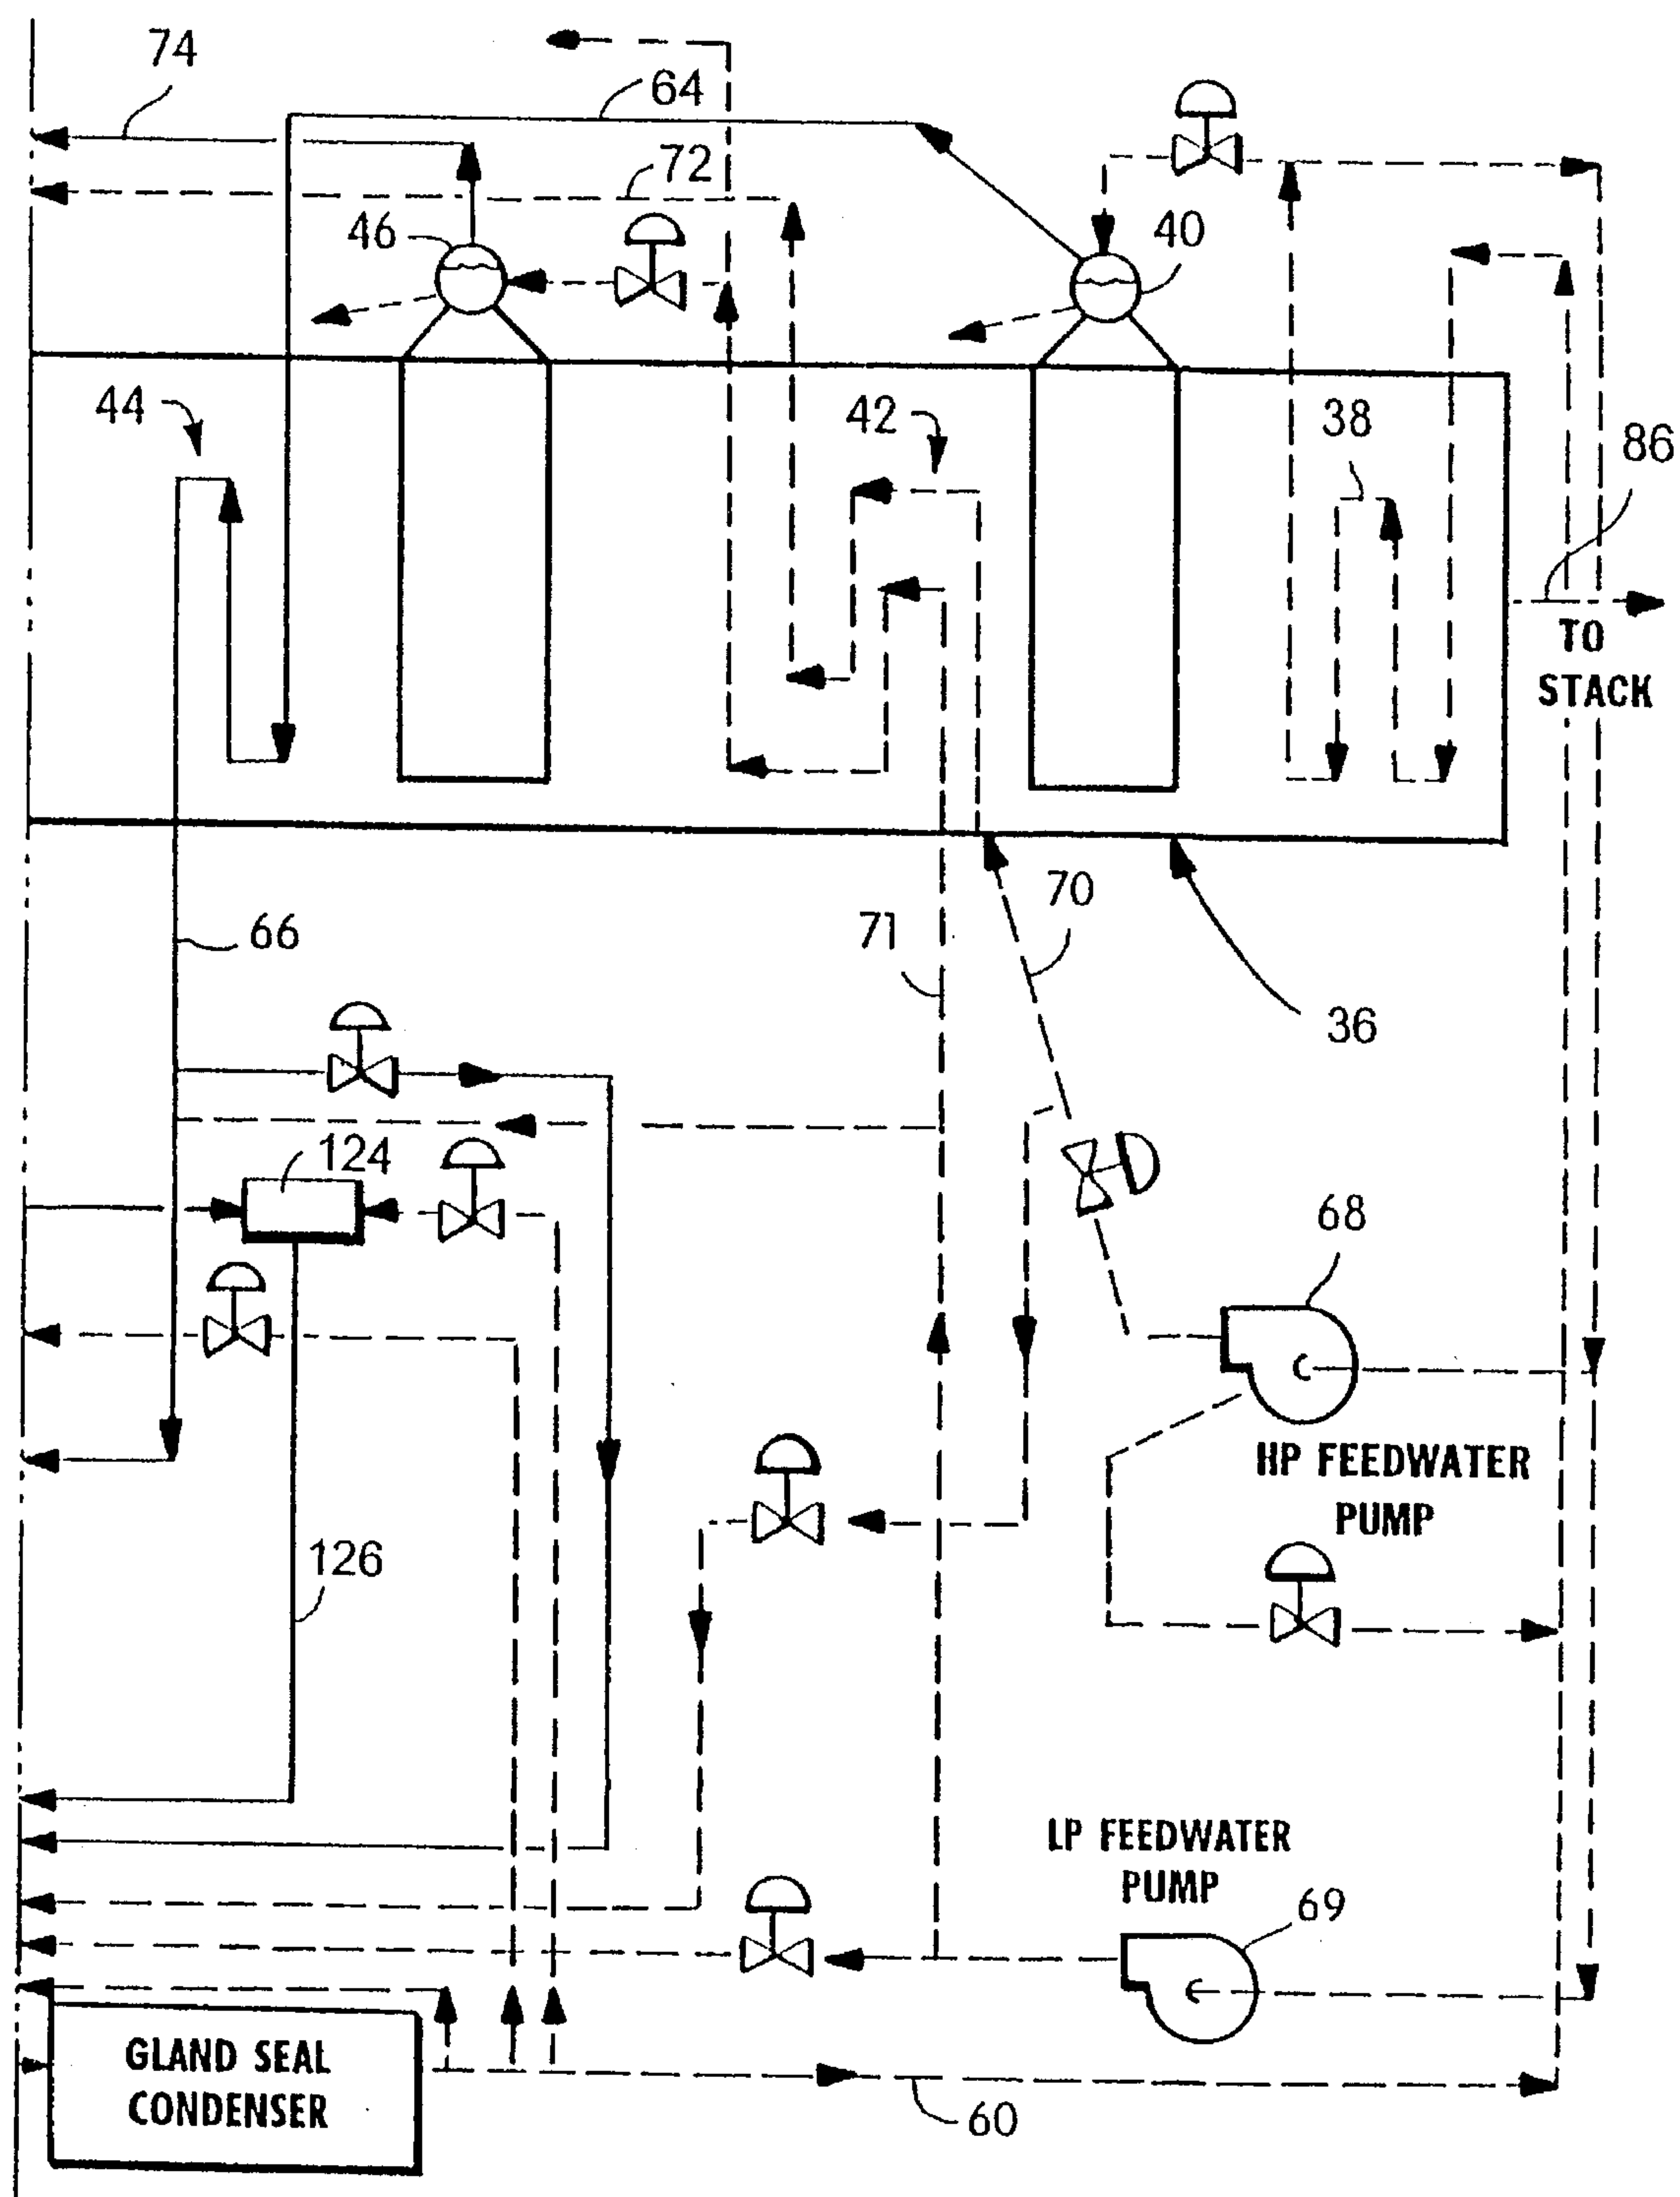 74
64
72
46
40
44
42
38
86
TO
STACK
70
71
66
36
124
68
HP FEEDWATER
PUMP
126
LP FEEDWATER
PUMP
69
GLAND SEAL
CONDENSER
60